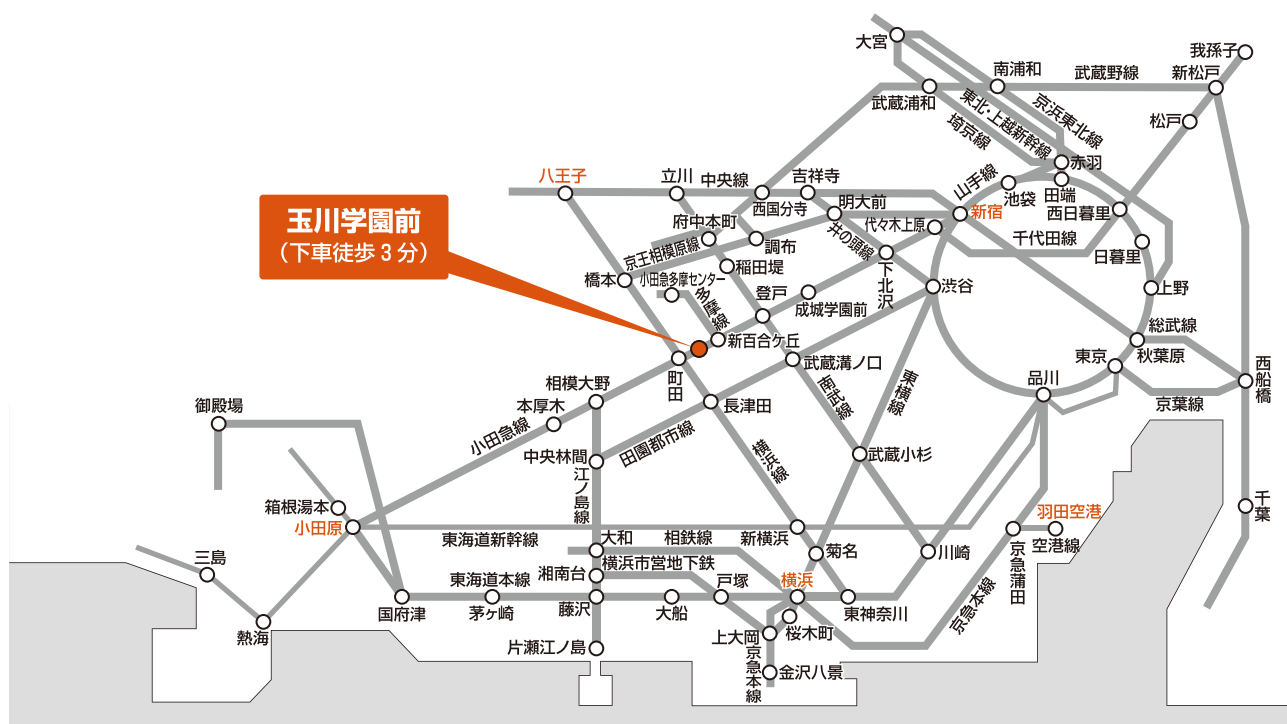 大宮
我孫子
南浦和
武蔵野線
新松戸
武蔵浦和
東北・上越新幹線
京浜東北線
埼京線
松戸
赤羽
八王子
立川
中央線
吉祥寺
山手線
池袋
田端
西国分寺
明大前
新宿
西日暮里
玉川学園前
（下車徒歩3分）
府中本町
代々木上原
千代田線
京王相模原線
調布
井の頭線
日暮里
橋本
小田急多摩センター
稲田堤
下北沢
渋谷
上野
多摩線
登戸
成城学園前
新百合ケ丘
総武線
秋葉原
町田
武蔵溝ノ口
東京
西船橋
相模大野
南武線
東横線
品川
京葉線
御殿場
本厚木
長津田
小田急線
中央林間
田園都市線
横浜線
武蔵小杉
江ノ島線
箱根湯本
千葉
小田原
羽田空港
東海道新幹線
大和
相鉄線
新横浜
菊名
川崎
京急蒲田
空港線
三島
湘南台
横浜市営地下鉄
東海道本線
戸塚
横浜
国府津
茅ヶ崎
藤沢
大船
東神奈川
京急本線
熱海
桜木町
上大岡
片瀬江ノ島
京急本線
金沢八景